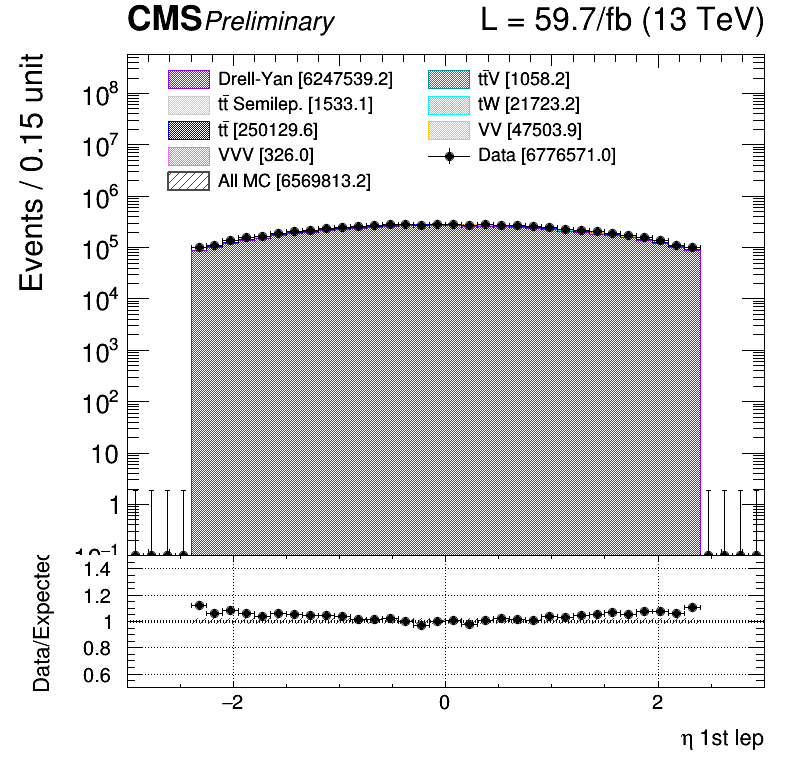 CMS Preliminary L = 59.7/fb (13 TeV)
Drell-Yan [6247539.2] tt̄V [1058.2]
tt̄ Semilep. [1533.1] tW [21723.2]
tt̄ [250129.6] VV [47503.9]
VVV [326.0] Data [6776571.0]
All MC [6569813.2]
Events / 0.15 unit
10⁸
10⁷
10⁶
10⁵
10⁴
10³
10²
10
1
10⁻¹
Data/Expected
1.4
1.2
1
0.8
0.6
−2 0 2
η 1st lep